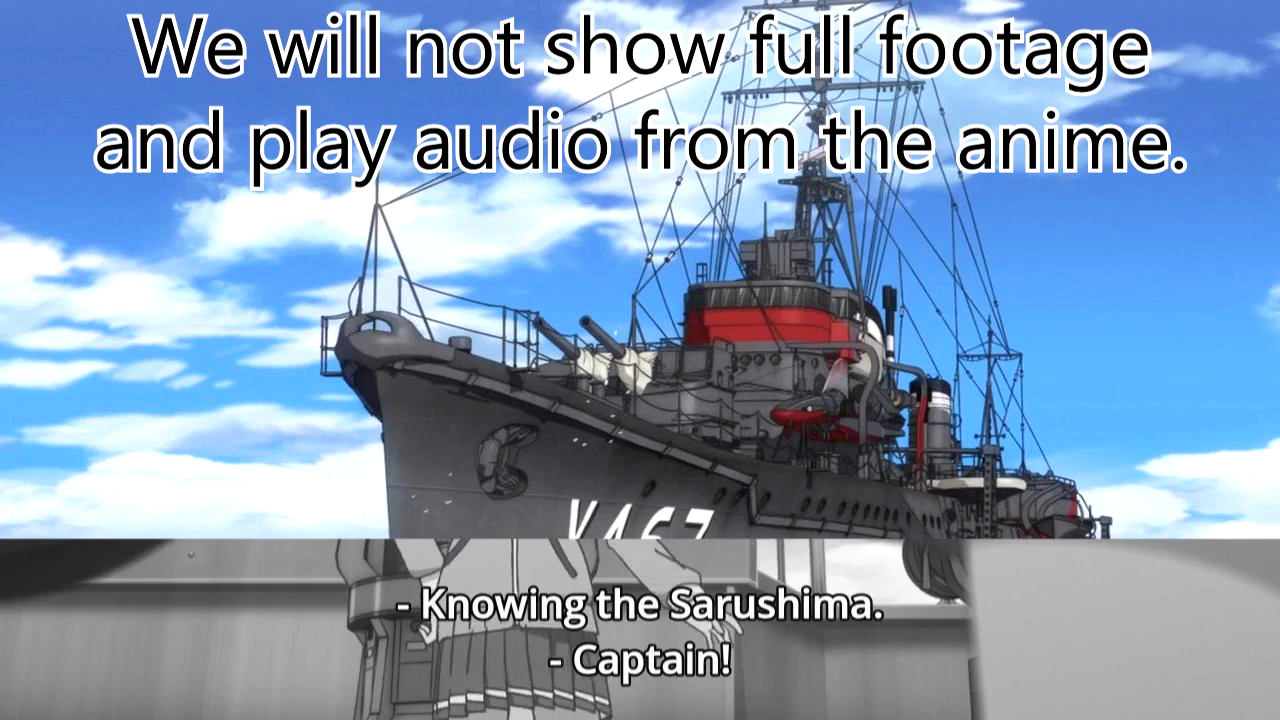 We will not show full footage
and play audio from the anime.
- Knowing the Sarushima.
- Captain!